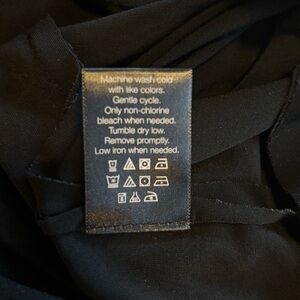 Machine wash cold
with like colors.
Gentle cycle.
Only non-chlorine
bleach when needed.
Tumble dry low.
Remove promptly.
Low iron when needed.